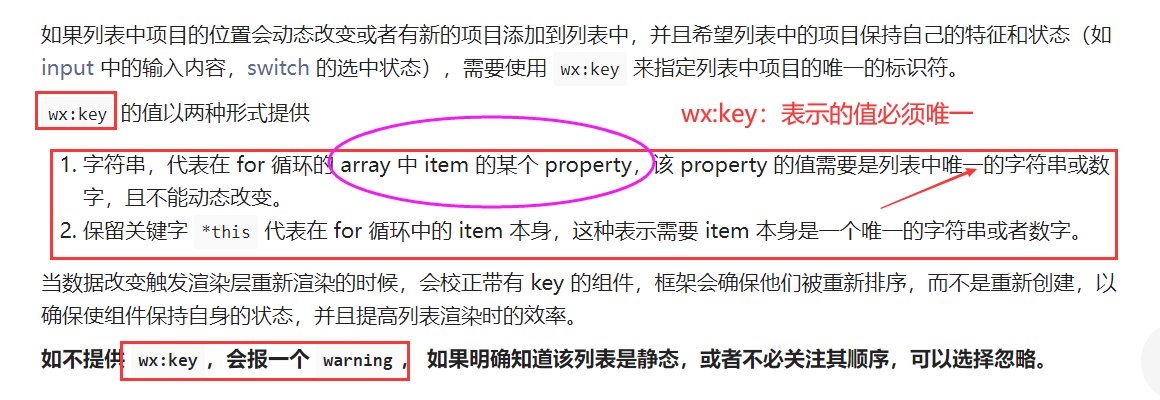 如果列表中项目的位置会动态改变或者有新的项目添加到列表中，并且希望列表中的项目保持自己的特征和状态（如
input 中的输入内容，switch 的选中状态），需要使用 wx:key 来指定列表中项目的唯一的标识符。
wx:key 的值以两种形式提供
wx:key：表示的值必须唯一
1. 字符串，代表在 for 循环的 array 中 item 的某个 property，该 property 的值需要是列表中唯一的字符串或数
字，且不能动态改变。
2. 保留关键字 *this 代表在 for 循环中的 item 本身，这种表示需要 item 本身是一个唯一的字符串或者数字。
当数据改变触发渲染层重新渲染的时候，会校正带有 key 的组件，框架会确保他们被重新排序，而不是重新创建，以
确保使组件保持自身的状态，并且提高列表渲染时的效率。
如不提供 wx:key，会报一个 warning， 如果明确知道该列表是静态，或者不必关注其顺序，可以选择忽略。